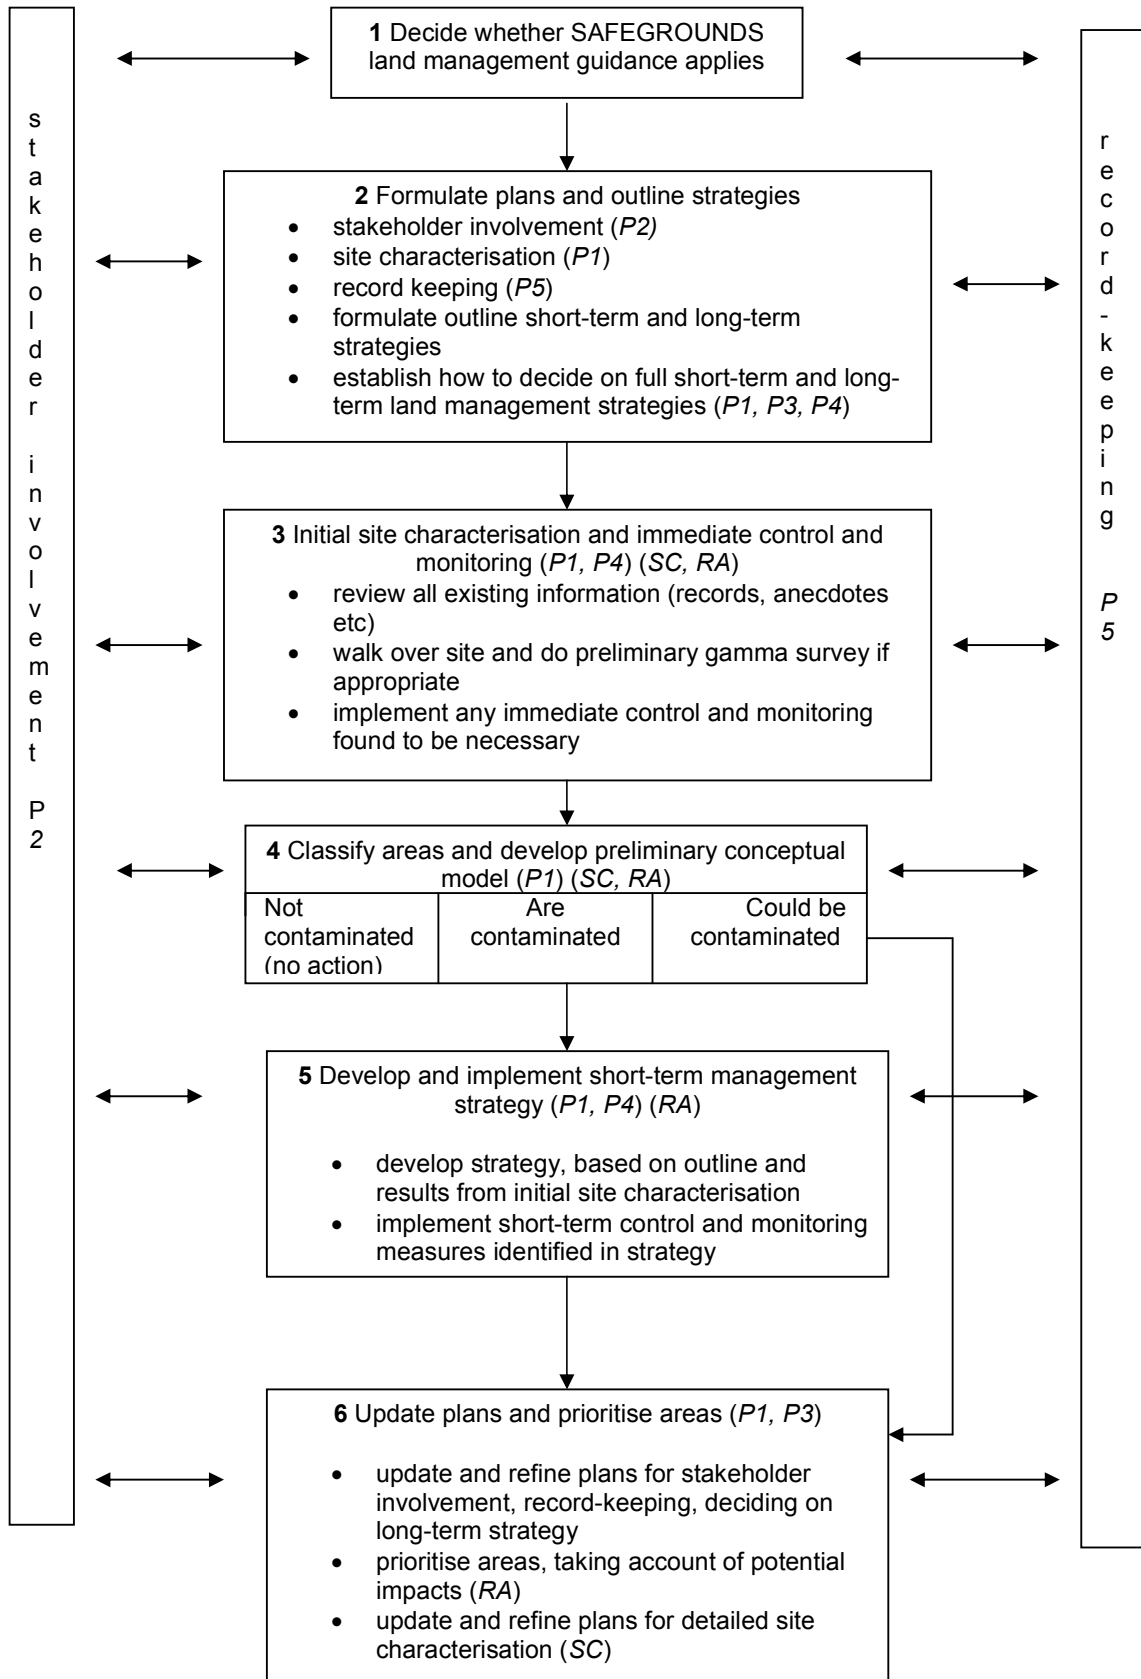 stakeholder involvement P2
1 Decide whether SAFEGROUNDS
land management guidance applies
2 Formulate plans and outline strategies
• stakeholder involvement (P2)
• site characterisation (P1)
• record keeping (P5)
• formulate outline short-term and long-term
strategies
• establish how to decide on full short-term and long-
term land management strategies (P1, P3, P4)
3 Initial site characterisation and immediate control and
monitoring (P1, P4) (SC, RA)
• review all existing information (records, anecdotes
etc)
• walk over site and do preliminary gamma survey if
appropriate
• implement any immediate control and monitoring
found to be necessary
4 Classify areas and develop preliminary conceptual
model (P1) (SC, RA)
Not
contaminated
(no action)
Are
contaminated
Could be
contaminated
5 Develop and implement short-term management
strategy (P1, P4) (RA)
• develop strategy, based on outline and
results from initial site characterisation
• implement short-term control and monitoring
measures identified in strategy
6 Update plans and prioritise areas (P1, P3)
• update and refine plans for stakeholder
involvement, record-keeping, deciding on
long-term strategy
• prioritise areas, taking account of potential
impacts (RA)
• update and refine plans for detailed site
characterisation (SC)
record-keeping P5